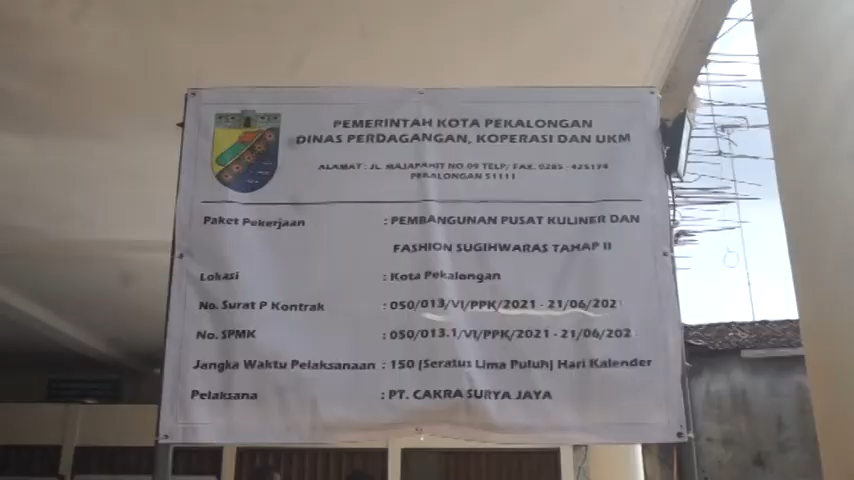 PEMERINTAH KOTA PEKALONGAN
DINAS PERDAGANGAN, KOPERASI DAN UKM
ALAMAT : JL. MAJAPAHIT NO.09 TELP/ FAX. 0285 -
PEKALONGAN 51111
Paket Pekerjaan : PEMBANGUNAN PUSAT KULINER DAN
FASHION SUGIHWARAS TAHAP II
Lokasi : Kota Pekalongan
No. Surat P Kontrak : 050/013/VI/PPK/2021 - 21/06/2021
No. SPMK : 050/013.1/VI/PPK/2021 - 21/06/2021
Jangka Waktu Pelaksanaan : 150 (Seratus Lima Puluh) Hari Kalender
Pelaksana : PT. CAKRA SURYA JAYA